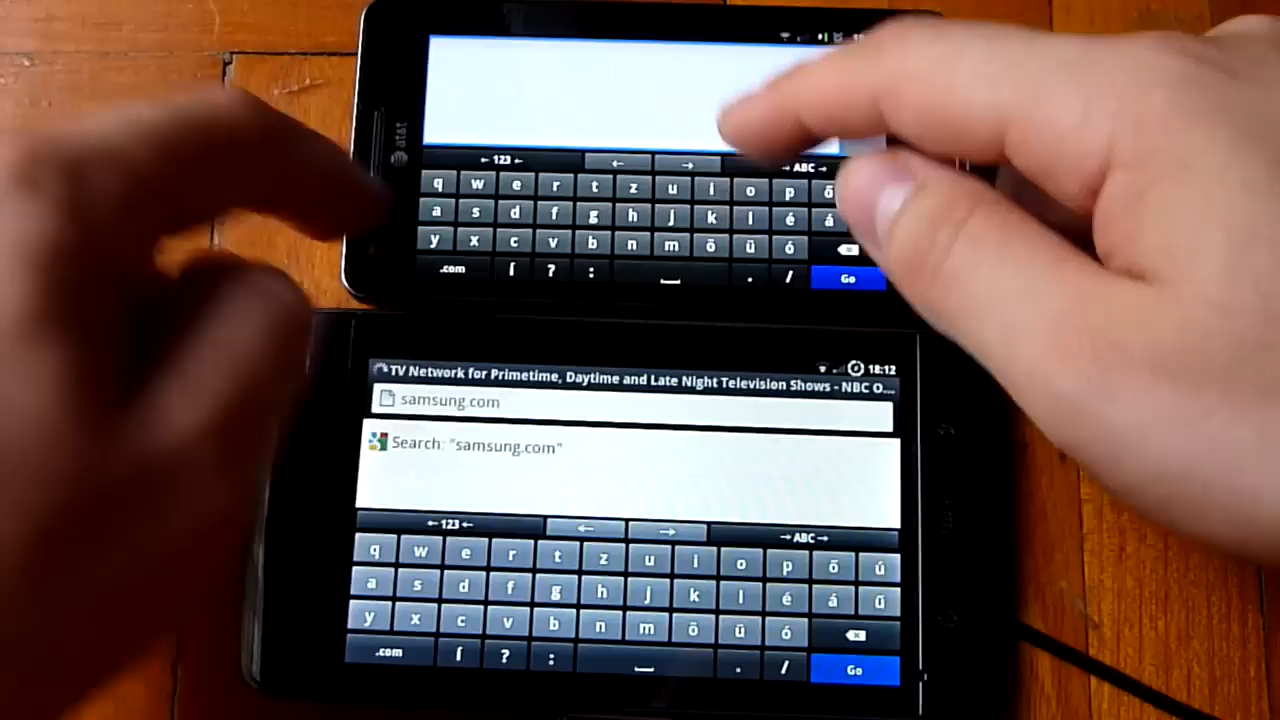 at&t
←123← ← → →ABC→
q w e r t z u i o p ő
a s d f g h j k l é á
y x c v b n m ö ü ó
.com í ? : . / Go
18:12
TV Network for Primetime, Daytime and Late Night Television Shows - NBC O...
samsung.com
Search: "samsung.com"
←123← ← → →ABC→
q w e r t z u i o p ő ú
a s d f g h j k l é á ű
y x c v b n m ö ü ó
.com í ? : . / Go